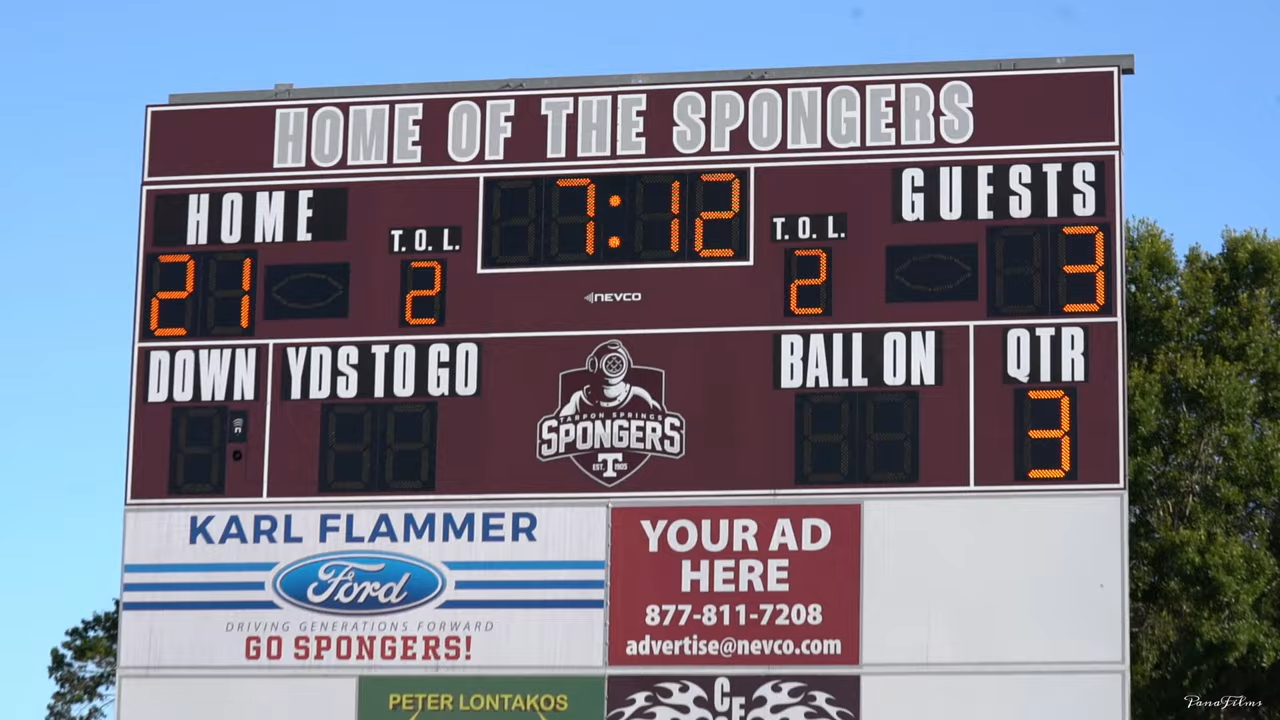 HOME OF THE SPONGERS
HOME
T. O. L.
7:12
T. O. L.
GUESTS
21
2
2
3
NEVCO
DOWN
YDS TO GO
BALL ON
QTR
3
TARPON SPRINGS
SPONGERS
EST. T 1905
KARL FLAMMER
Ford
DRIVING GENERATIONS FORWARD
GO SPONGERS!
YOUR AD
HERE
877-811-7208
advertise@nevco.com
PETER LONTAKOS
PanaFilms